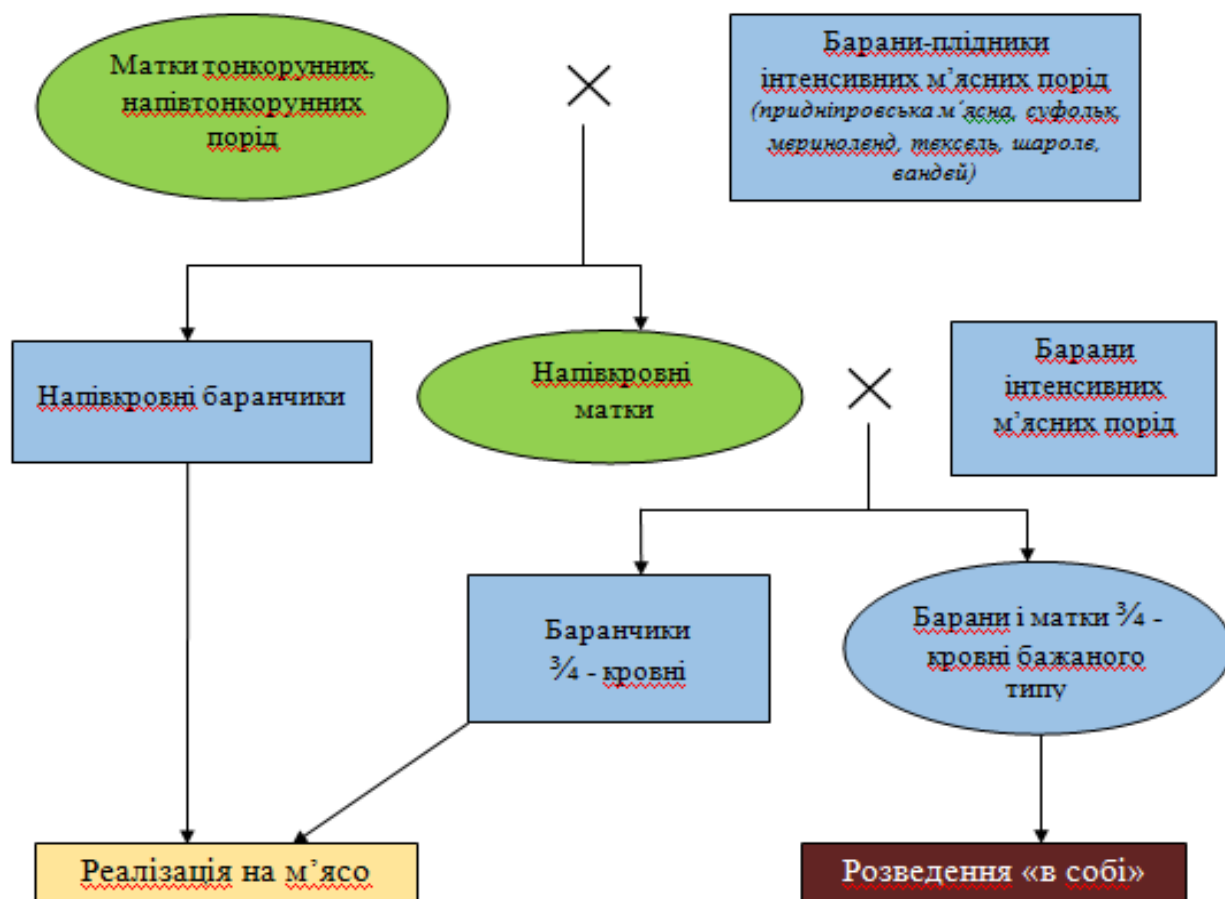 Матки тонкорунних,
напівтонкорунних
порід
Барани-плідники
інтенсивних м’ясних порід
(придніпровська м´ясна, суфольк,
мериноленд, тексель, шароле,
вандей)
Напівкровні баранчики
Напівкровні
матки
Барани
інтенсивних
м’ясних порід
Баранчики
¾ - кровні
Барани і матки ¾ -
кровні бажаного
типу
Реалізація на м’ясо
Розведення «в собі»